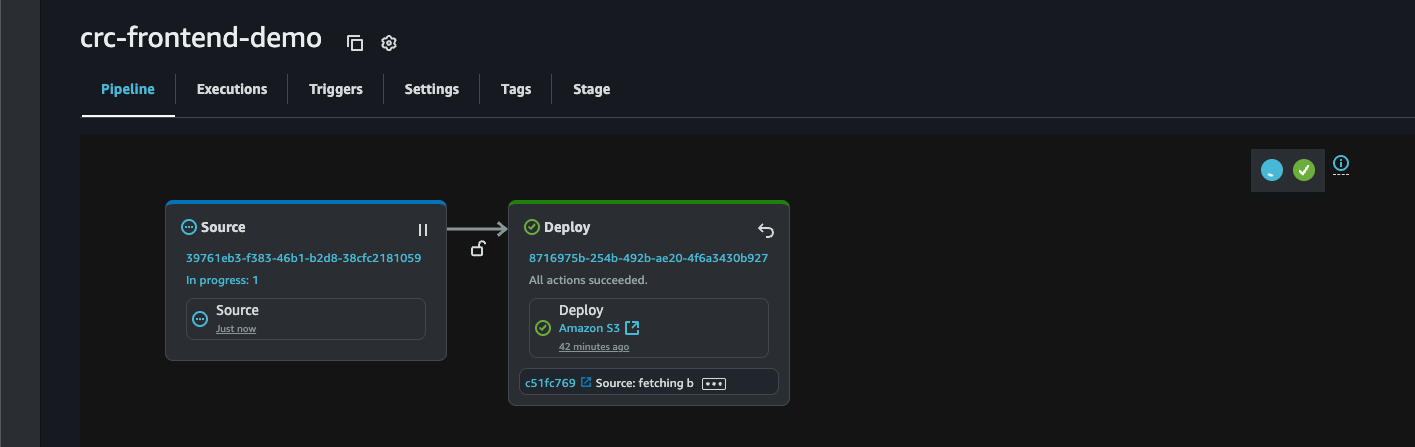 crc-frontend-demo
Pipeline Executions Triggers Settings Tags Stage
Source
39761eb3-f383-46b1-b2d8-38cfc2181059
In progress: 1
Source
Just now
Deploy
8716975b-254b-492b-ae20-4f6a3430b927
All actions succeeded.
Deploy
Amazon S3
42 minutes ago
c51fc769 Source: fetching b